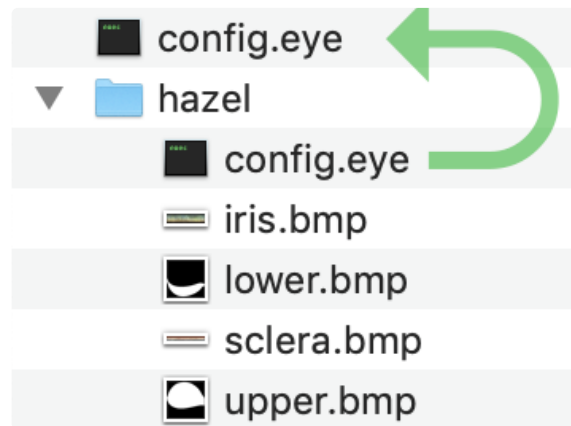 config.eye
hazel
config.eye
iris.bmp
lower.bmp
sclera.bmp
upper.bmp